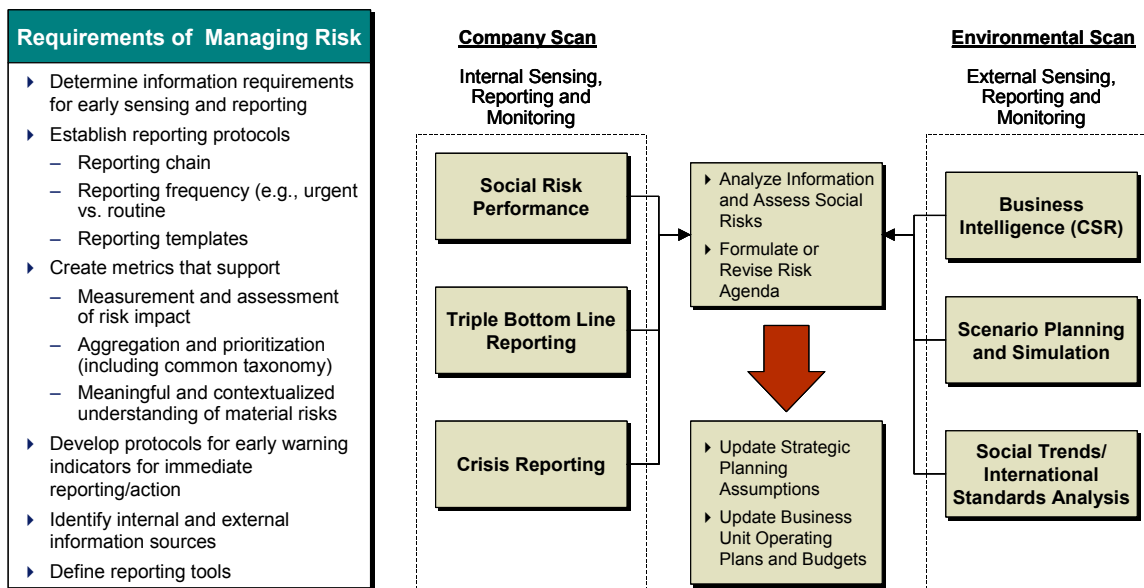 Requirements of Managing Risk
Determine information requirements
for early sensing and reporting
Establish reporting protocols
– Reporting chain
– Reporting frequency (e.g., urgent
vs. routine
– Reporting templates
Create metrics that support
– Measurement and assessment
of risk impact
– Aggregation and prioritization
(including common taxonomy)
– Meaningful and contextualized
understanding of material risks
Develop protocols for early warning
indicators for immediate
reporting/action
Identify internal and external
information sources
Define reporting tools
Company Scan
Internal Sensing,
Reporting and
Monitoring
Social Risk
Performance
Triple Bottom Line
Reporting
Crisis Reporting
Analyze Information
and Assess Social
Risks
Formulate or
Revise Risk
Agenda
Update Strategic
Planning
Assumptions
Update Business
Unit Operating
Plans and Budgets
Environmental Scan
External Sensing,
Reporting and
Monitoring
Business
Intelligence (CSR)
Scenario Planning
and Simulation
Social Trends/
International
Standards Analysis